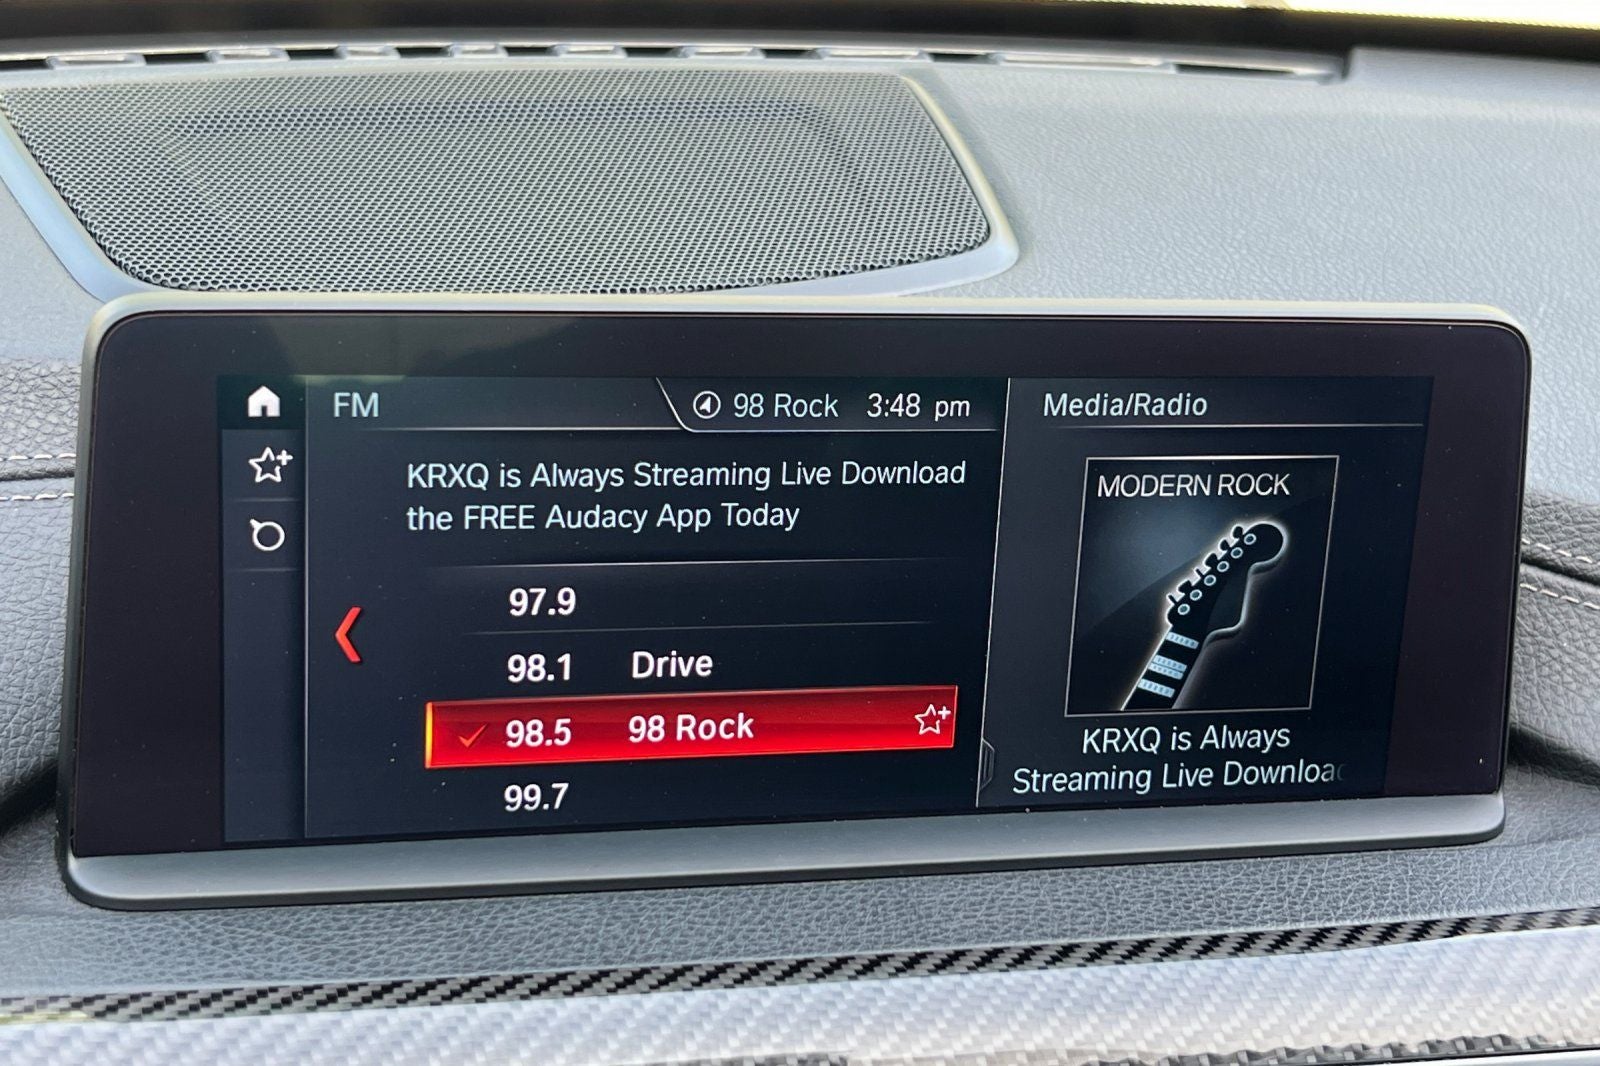 FM
98 Rock 3:48 pm
Media/Radio
KRXQ is Always Streaming Live Download
the FREE Audacy App Today
97.9
98.1 Drive
98.5 98 Rock
99.7
MODERN ROCK
KRXQ is Always
Streaming Live Downloac